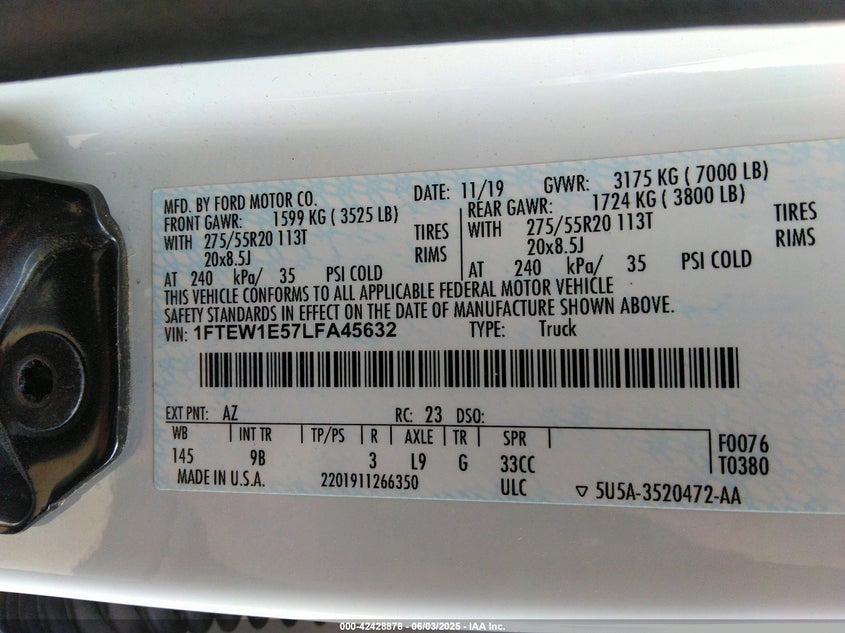 MFD. BY FORD MOTOR CO. DATE: 11/19 GVWR: 3175 KG ( 7000 LB)
FRONT GAWR: 1599 KG ( 3525 LB) REAR GAWR: 1724 KG ( 3800 LB)
WITH 275/55R20 113T TIRES WITH 275/55R20 113T TIRES
20x8.5J RIMS 20x8.5J RIMS
AT 240 kPa/ 35 PSI COLD AT 240 kPa/ 35 PSI COLD
THIS VEHICLE CONFORMS TO ALL APPLICABLE FEDERAL MOTOR VEHICLE
SAFETY STANDARDS IN EFFECT ON THE DATE OF MANUFACTURE SHOWN ABOVE.
VIN: 1FTEW1E57LFA45632 TYPE: Truck
EXT PNT: AZ RC: 23 DSO:
WB INT TR TP/PS R AXLE TR SPR F0076
145 9B 3 L9 G 33CC T0380
MADE IN U.S.A. 2201911266350 ULC ▽ 5U5A-3520472-AA
000-42428878 - 06/03/2025 - IAA Inc.